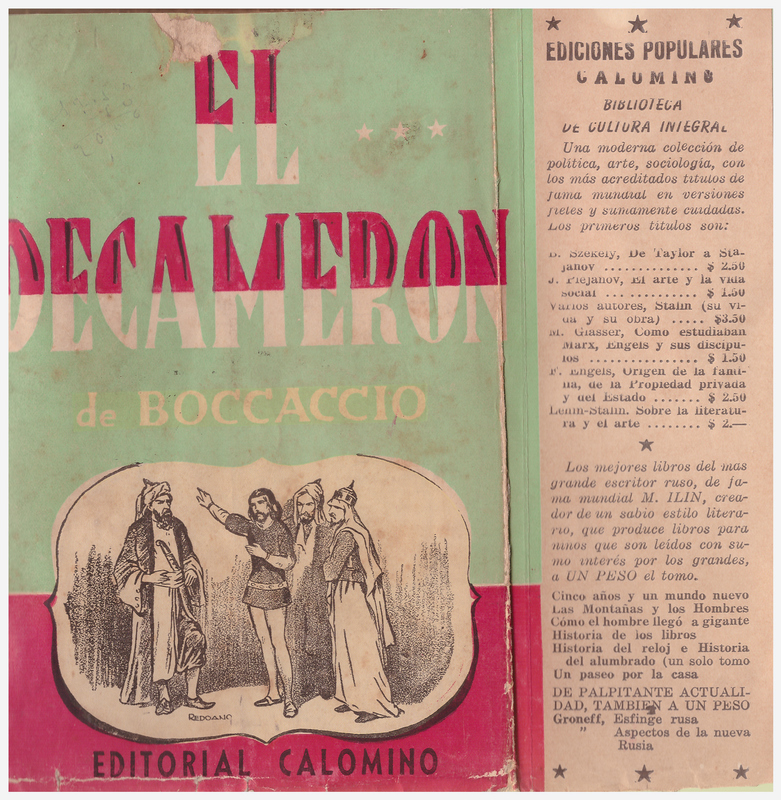 EL
DECAMERON
de BOCCACCIO
REDOANO
EDITORIAL CALOMINO
EDICIONES POPULARES
CALOMINO
BIBLIOTECA
DE CULTURA INTEGRAL
Una moderna colección de
política, arte, sociología, con
los más acreditados títulos de
fama mundial en versiones
fieles y sumamente cuidadas.
Los primeros títulos son:
B. Szekely, De Taylor a Sta-
janov .............. $ 2.50
J. Plejanov, El arte y la vida
social ... .......... $ 1.50
Varios autores, Stalin (su vi-
da y su obra) ..... $3.50
M. Glasser, Como estudiaban
Marx, Engels y sus discípu-
los ................ $ 1.50
F. Engels, Origen de la fami-
lia, de la Propiedad privada
y del Estado ....... $ 2.50
Lenin-Stalin. Sobre la literatu-
ra y el arte ........ $ 2.—
Los mejores libros del mas
grande escritor ruso, de fa-
ma mundial M. ILIN, crea-
dor de un sabio estilo litera-
rio, que produce libros para
niños que son leídos con su-
mo interés por los grandes,
a UN PESO el tomo.
Cinco años y un mundo nuevo
Las Montañas y los Hombres
Cómo el hombre llegó a gigante
Historia de los libros
Historia del reloj e Historia
del alumbrado (un solo tomo
Un paseo por la casa
DE PALPITANTE ACTUALI-
DAD, TAMBIEN A UN PESO
Groneff, Esfinge rusa
" Aspectos de la nueva
Rusia